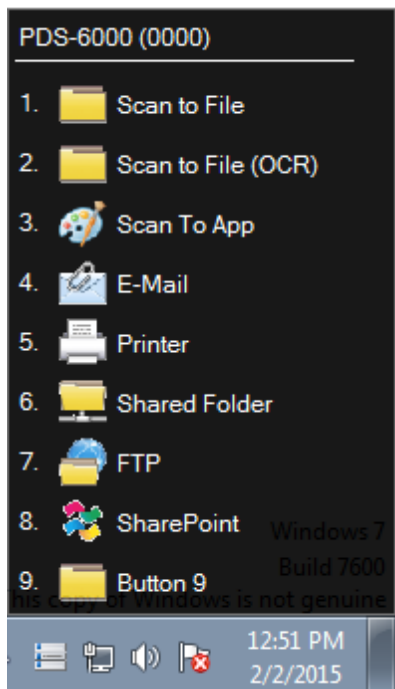 PDS-6000 (0000)
1. Scan to File
2. Scan to File (OCR)
3. Scan To App
4. E-Mail
5. Printer
6. Shared Folder
7. FTP
8. SharePoint
Windows 7
Build 7600
9. Button 9
This copy of Windows is not genuine
12:51 PM
2/2/2015